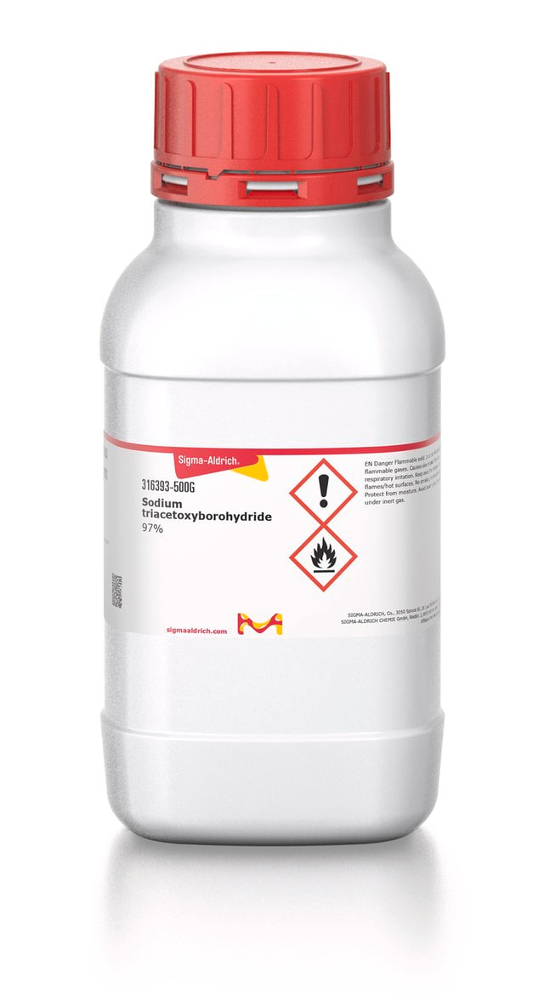 Sigma-Aldrich.
316393-500G
Sodium
triacetoxyborohydride
97%
sigmaaldrich.com
EN Danger Flammable solid.
flammable gases. Causes
respiratory irritation. Keep away
flames/hot surfaces. No
Protect from moisture.
under inert gas.
SIGMA-ALDRICH, Co., 3050 Spruce
SIGMA-ALDRICH CHEMIE GmbH,